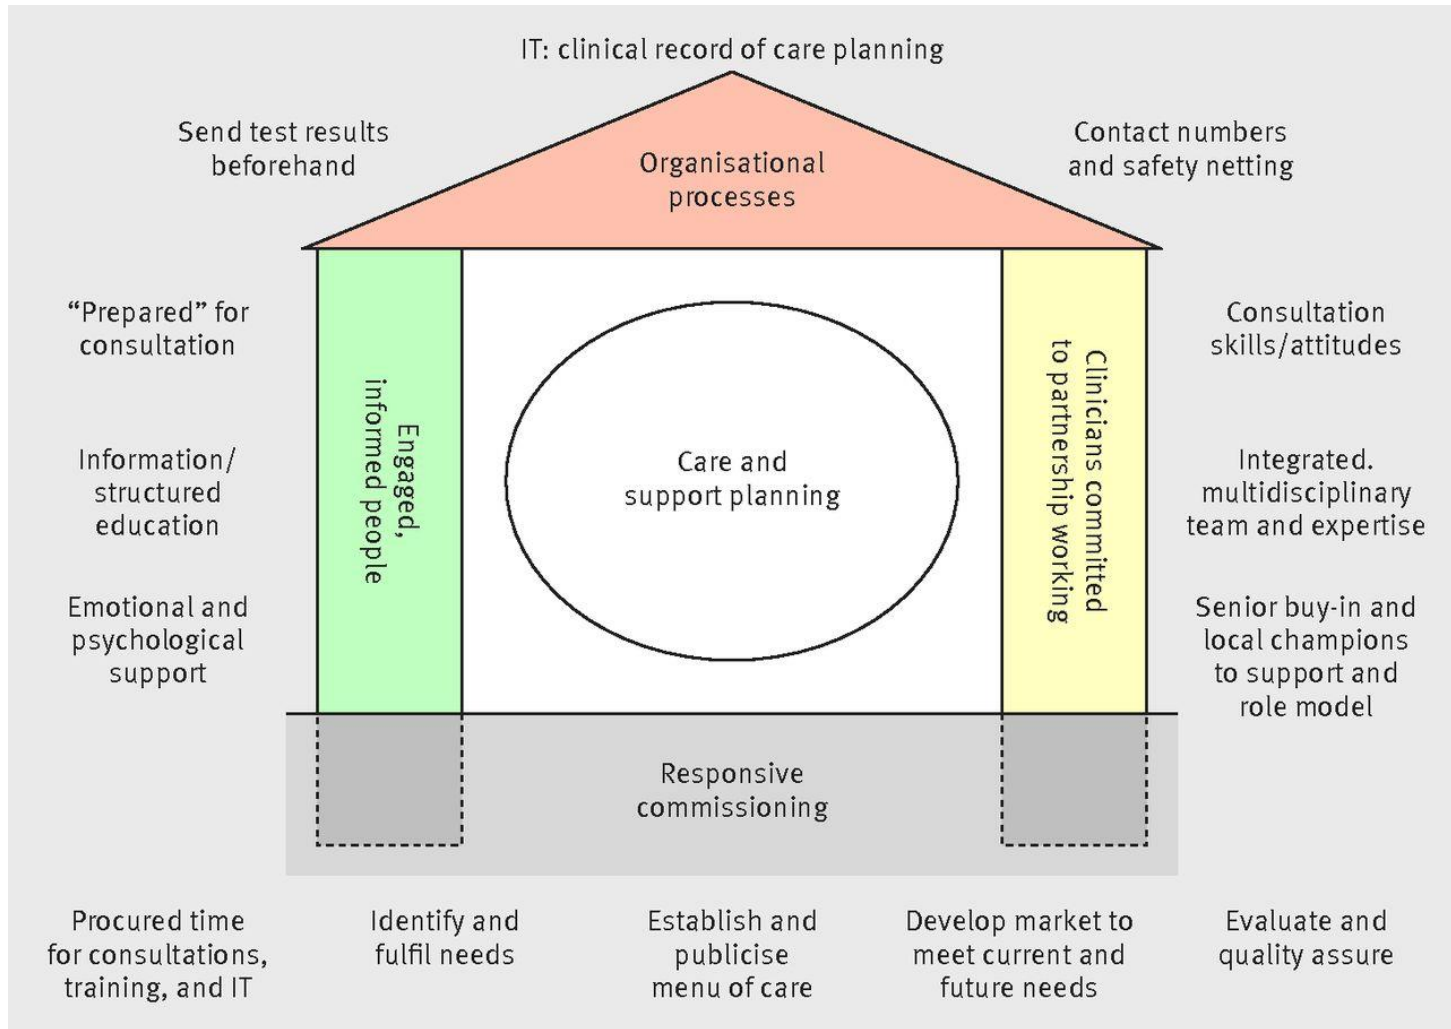 IT: clinical record of care planning
Send test results
beforehand
Contact numbers
and safety netting
Organisational
processes
“Prepared” for
consultation
Information/
structured
education
Emotional and
psychological
support
Engaged,
informed people
Care and
support planning
Clinicians committed
to partnership working
Consultation
skills/attitudes
Integrated.
multidisciplinary
team and expertise
Senior buy-in and
local champions
to support and
role model
Responsive
commissioning
Procured time
for consultations,
training, and IT
Identify and
fulfil needs
Establish and
publicise
menu of care
Develop market to
meet current and
future needs
Evaluate and
quality assure